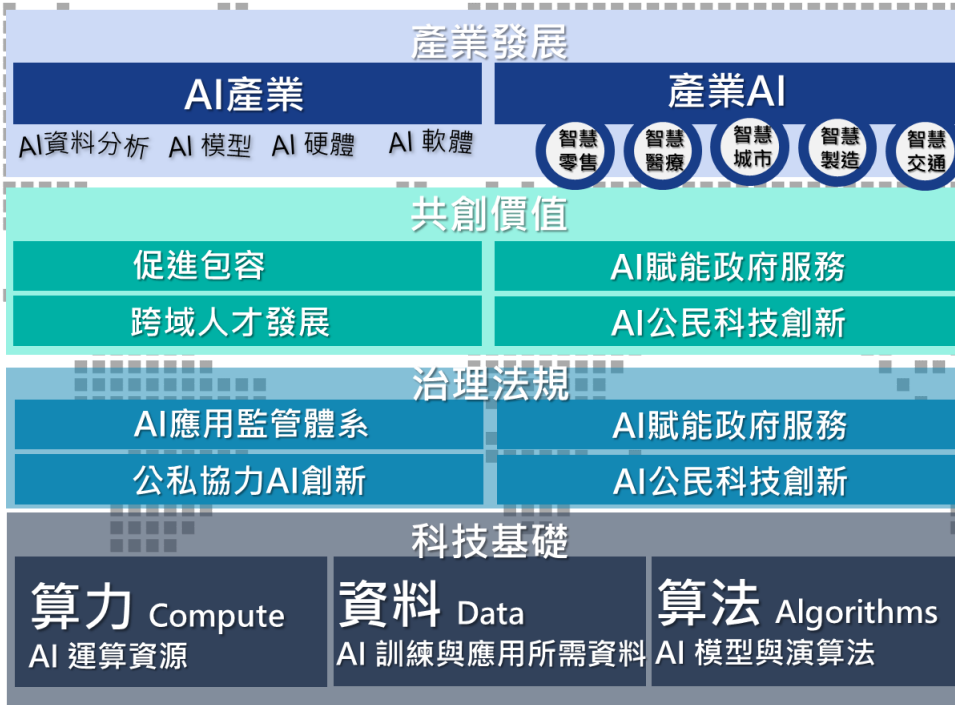 產業發展
AI產業
產業AI
AI資料分析 AI 模型 AI 硬體 AI 軟體
智慧零售
智慧醫療
智慧城市
智慧製造
智慧交通
共創價值
促進包容
AI賦能政府服務
跨域人才發展
AI公民科技創新
治理法規
AI應用監管體系
AI賦能政府服務
公私協力AI創新
AI公民科技創新
科技基礎
算力 Compute
AI 運算資源
資料 Data
AI 訓練與應用所需資料
算法 Algorithms
AI 模型與演算法